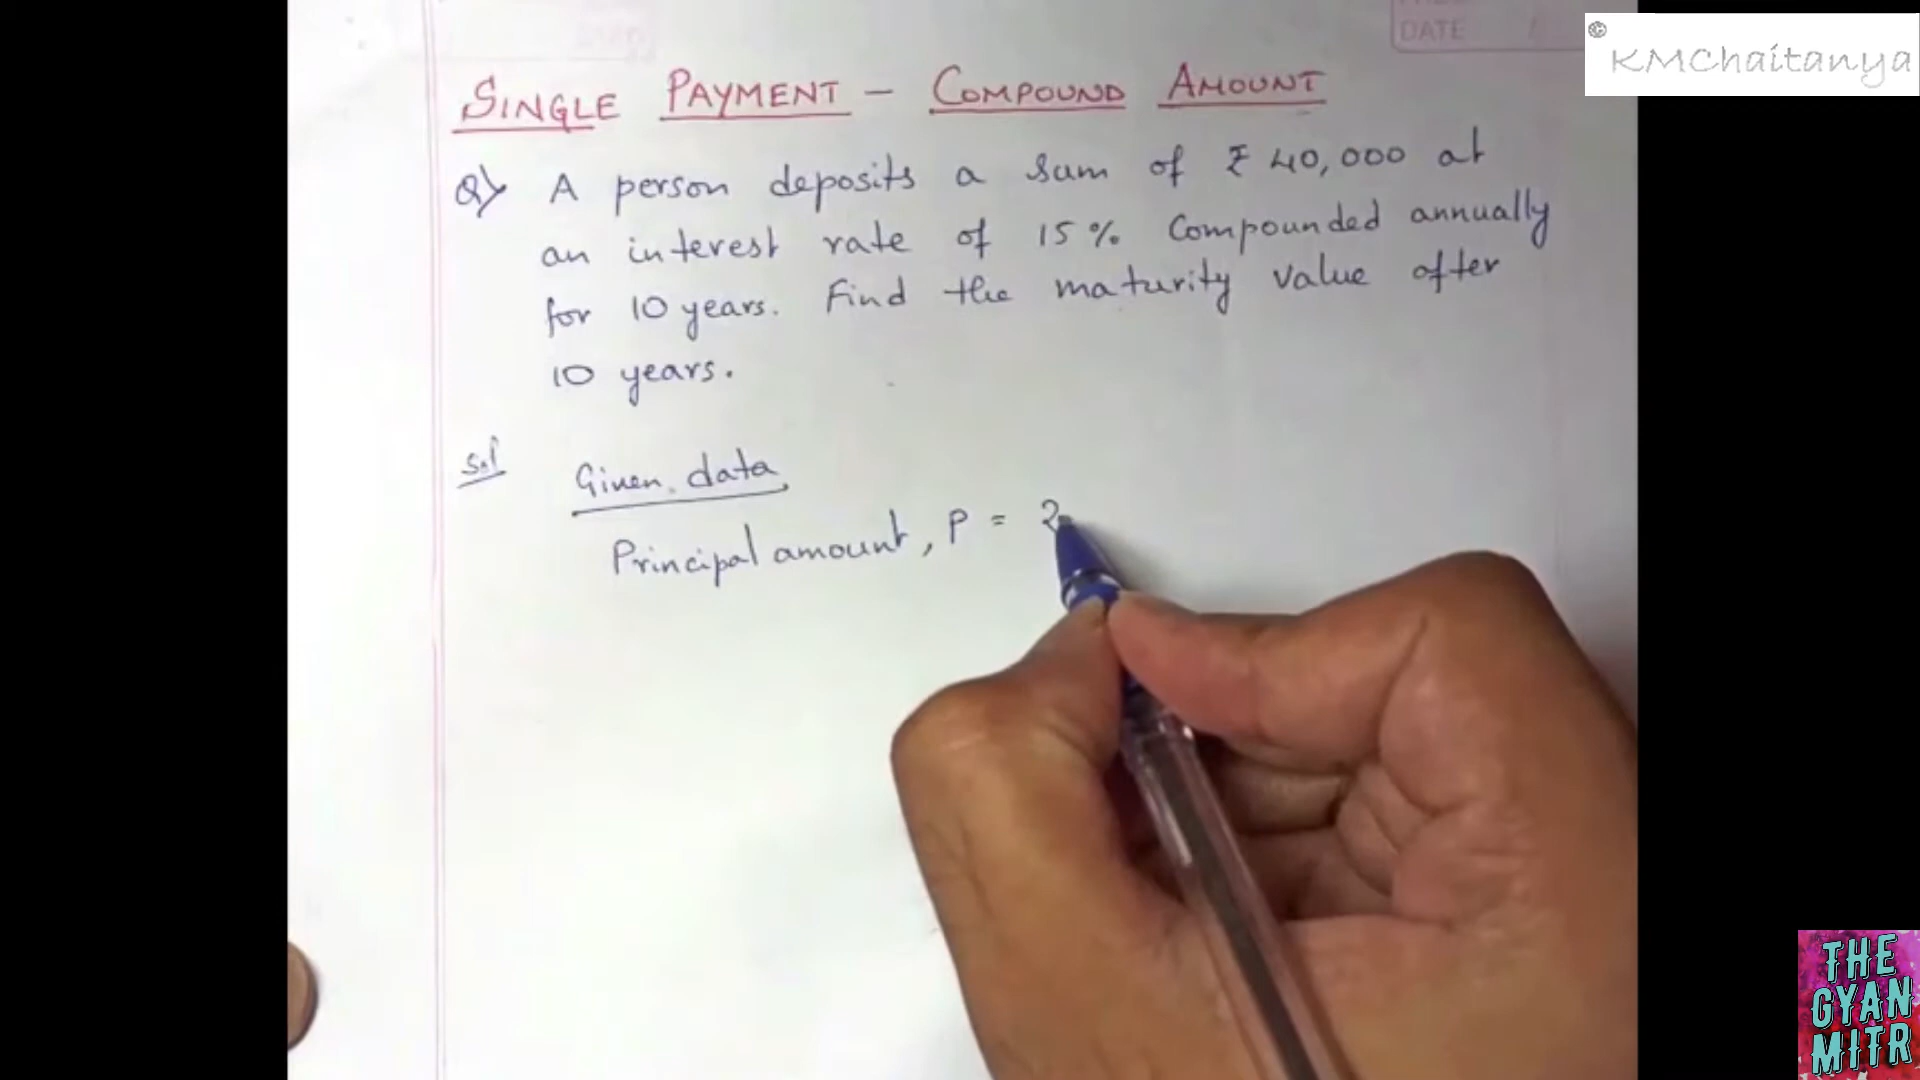 DATE
© KMChaitanya
SINGLE PAYMENT - COMPOUND AMOUNT
Q) A person deposits a sum of ₹ 40,000 at
an interest rate of 15% Compounded annually
for 10 years. Find the maturity value after
10 years.
Sol
Given data
Principal amount, P =
THE
GYAN
MITR